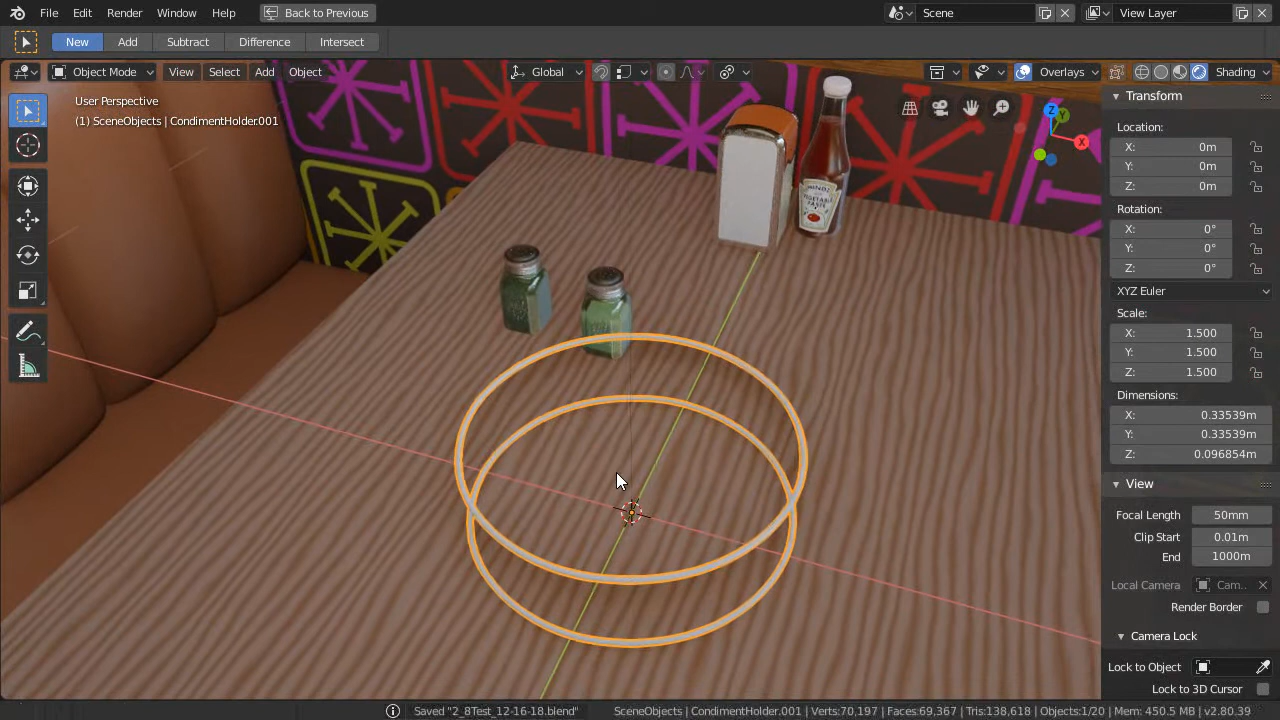 File Edit Render Window Help Back to Previous Scene View Layer
New Add Subtract Difference Intersect
Object Mode View Select Add Object Global Overlays Shading
User Perspective
(1) SceneObjects | CondimentHolder.001
Transform
Location:
X: 0m
Y: 0m
Z: 0m
Rotation:
X: 0°
Y: 0°
Z: 0°
XYZ Euler
Scale:
X: 1.500
Y: 1.500
Z: 1.500
Dimensions:
X: 0.33539m
Y: 0.33539m
Z: 0.096854m
View
Focal Length 50mm
Clip Start 0.01m
End 1000m
Local Camera Cam..
Render Border
Camera Lock
Lock to Object
Lock to 3D Cursor
Saved "2_8Test_12-16-18.blend" SceneObjects | CondimentHolder.001 | Verts:70,197 | Faces:69,367 | Tris:138,618 | Objects:1/20 | Mem: 450.5 MB | v2.80.39